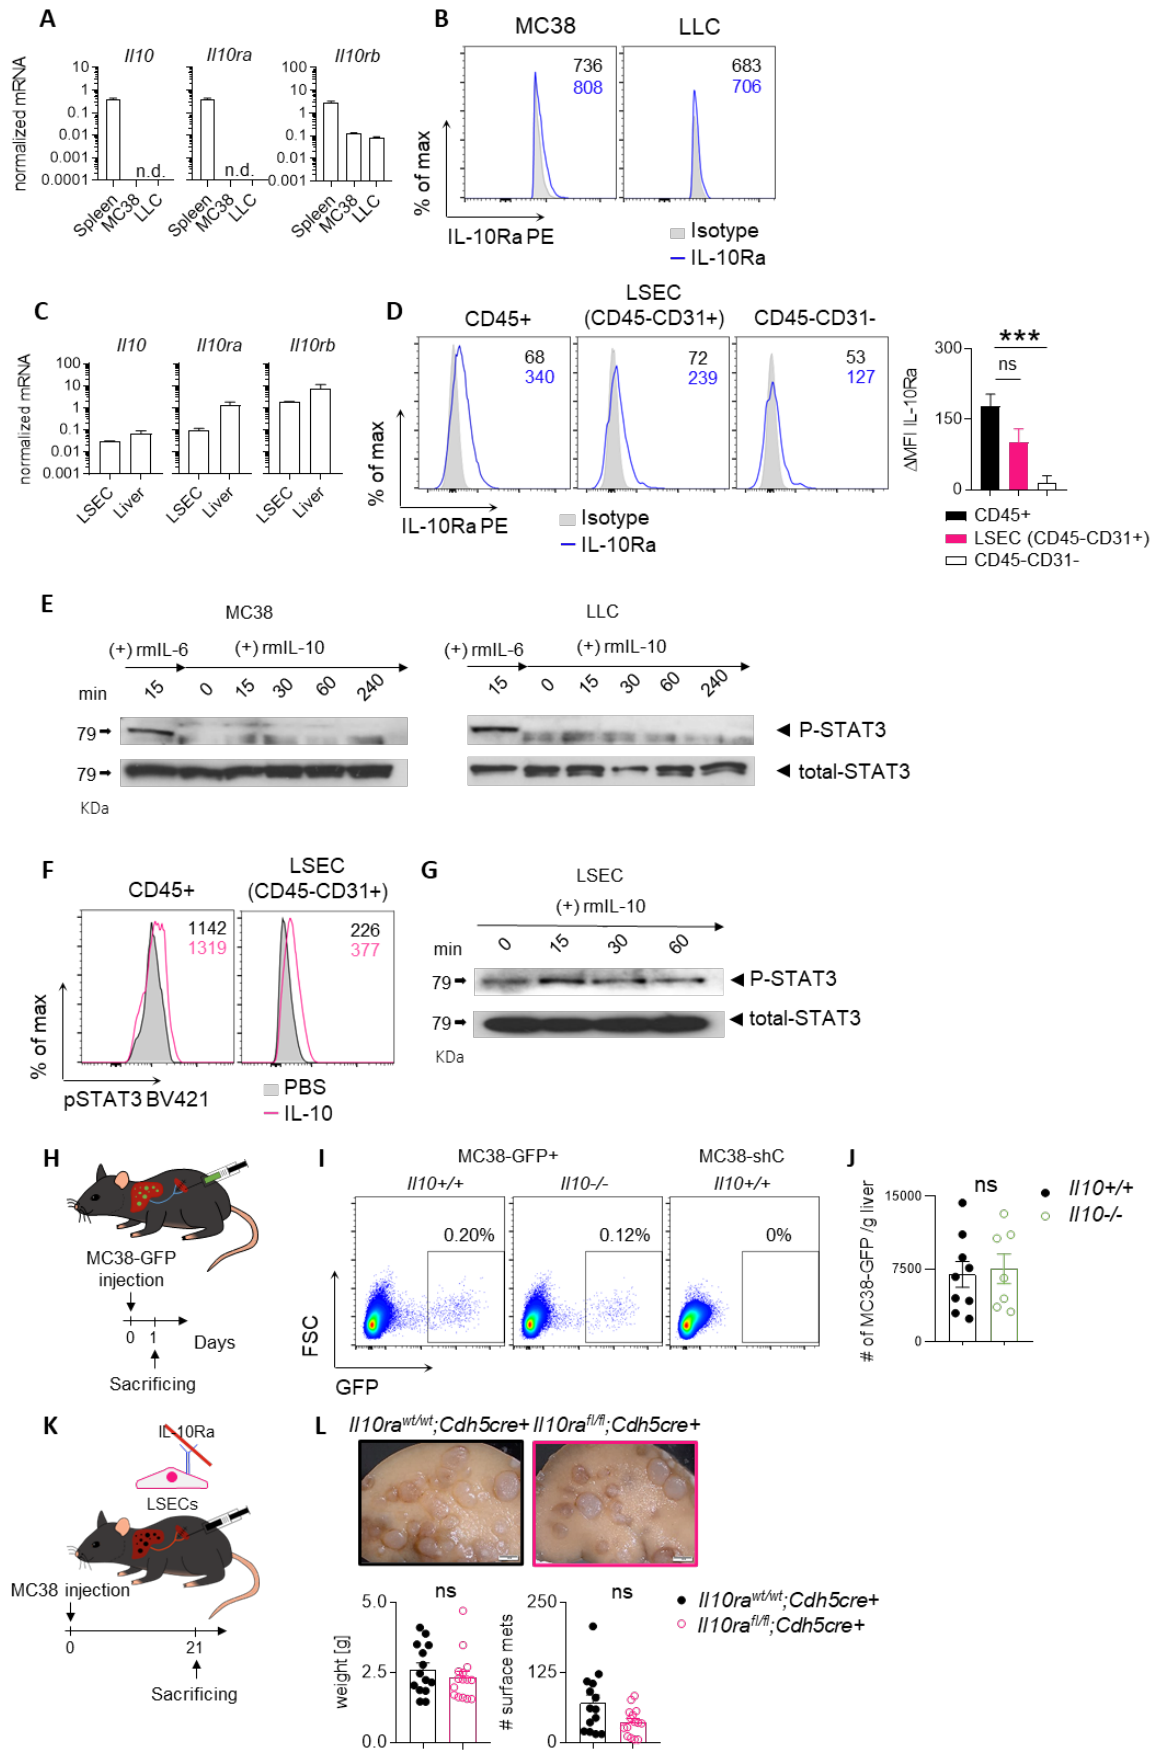 A
Il10
Il10ra
Il10rb
normalized mRNA
10
1
0.1
0.01
0.001
0.0001
n.d.
n.d.
100
10
1
0.1
0.01
0.001
Spleen
MC38
LLC
Spleen
MC38
LLC
Spleen
MC38
LLC
B
MC38
LLC
736
808
683
706
% of max
IL-10Ra PE
Isotype
IL-10Ra
C
Il10
Il10ra
Il10rb
normalized mRNA
100
10
1
0.1
0.01
0.001
LSEC
Liver
LSEC
Liver
LSEC
Liver
D
CD45+
LSEC
(CD45-CD31+)
CD45-CD31-
68
340
72
239
53
127
% of max
IL-10Ra PE
Isotype
IL-10Ra
ΔMFI IL-10Ra
300
150
0
***
ns
CD45+
LSEC (CD45-CD31+)
CD45-CD31-
E
MC38
LLC
(+) rmIL-6
(+) rmIL-10
(+) rmIL-6
(+) rmIL-10
min
15
0
15
30
60
240
15
0
15
30
60
240
79
P-STAT3
79
total-STAT3
KDa
F
CD45+
LSEC
(CD45-CD31+)
1142
1319
226
377
% of max
pSTAT3 BV421
PBS
IL-10
G
LSEC
(+) rmIL-10
min
0
15
30
60
79
P-STAT3
79
total-STAT3
KDa
H
MC38-GFP
injection
0
1
Days
Sacrificing
I
MC38-GFP+
MC38-shC
Il10+/+
Il10-/-
Il10+/+
0.20%
0.12%
0%
FSC
GFP
J
# of MC38-GFP /g liver
15000
7500
0
ns
Il10+/+
Il10-/-
K
IL-10Ra
LSECs
MC38 injection
0
21
Sacrificing
L
Il10rawt/wt;Cdh5cre+
Il10rafl/fl;Cdh5cre+
weight [g]
5.0
2.5
0.0
ns
# surface mets
250
125
0
ns
Il10rawt/wt;Cdh5cre+
Il10rafl/fl;Cdh5cre+